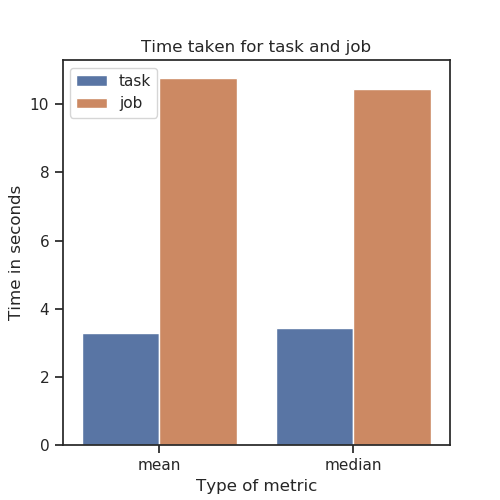 Time taken for task and job
task
job
10
8
6
4
2
0
Time in seconds
mean
median
Type of metric